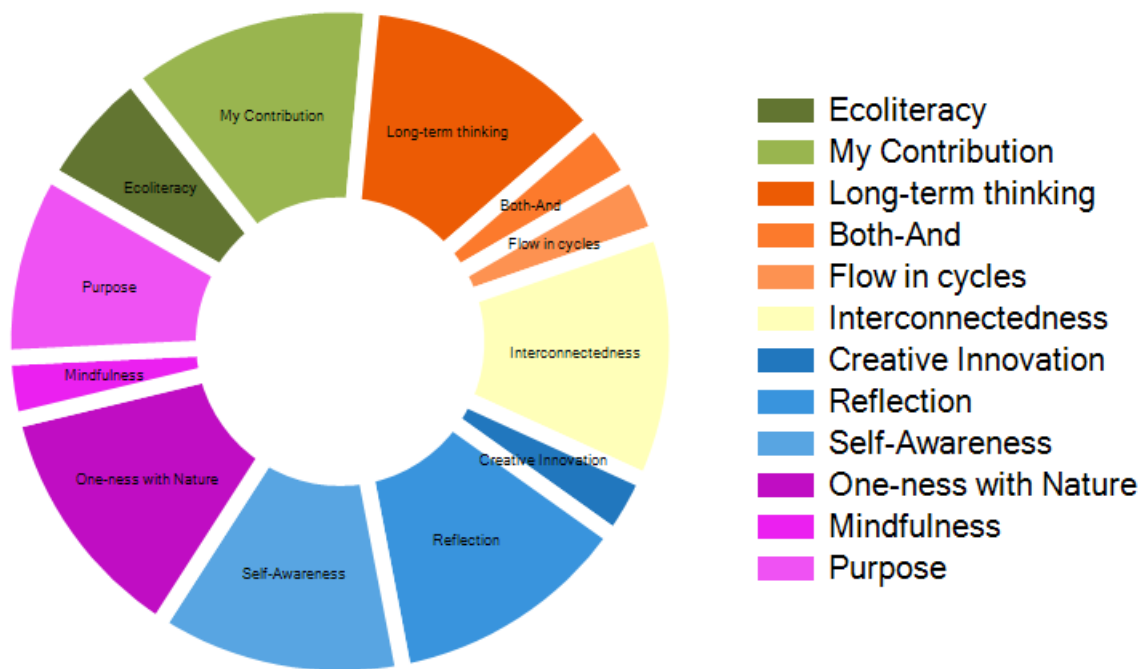 My Contribution
Long-term thinking
Ecoliteracy
Both-And
Flow in cycles
Purpose
Interconnectedness
Mindfulness
Creative Innovation
One-ness with Nature
Reflection
Self-Awareness
Ecoliteracy
My Contribution
Long-term thinking
Both-And
Flow in cycles
Interconnectedness
Creative Innovation
Reflection
Self-Awareness
One-ness with Nature
Mindfulness
Purpose